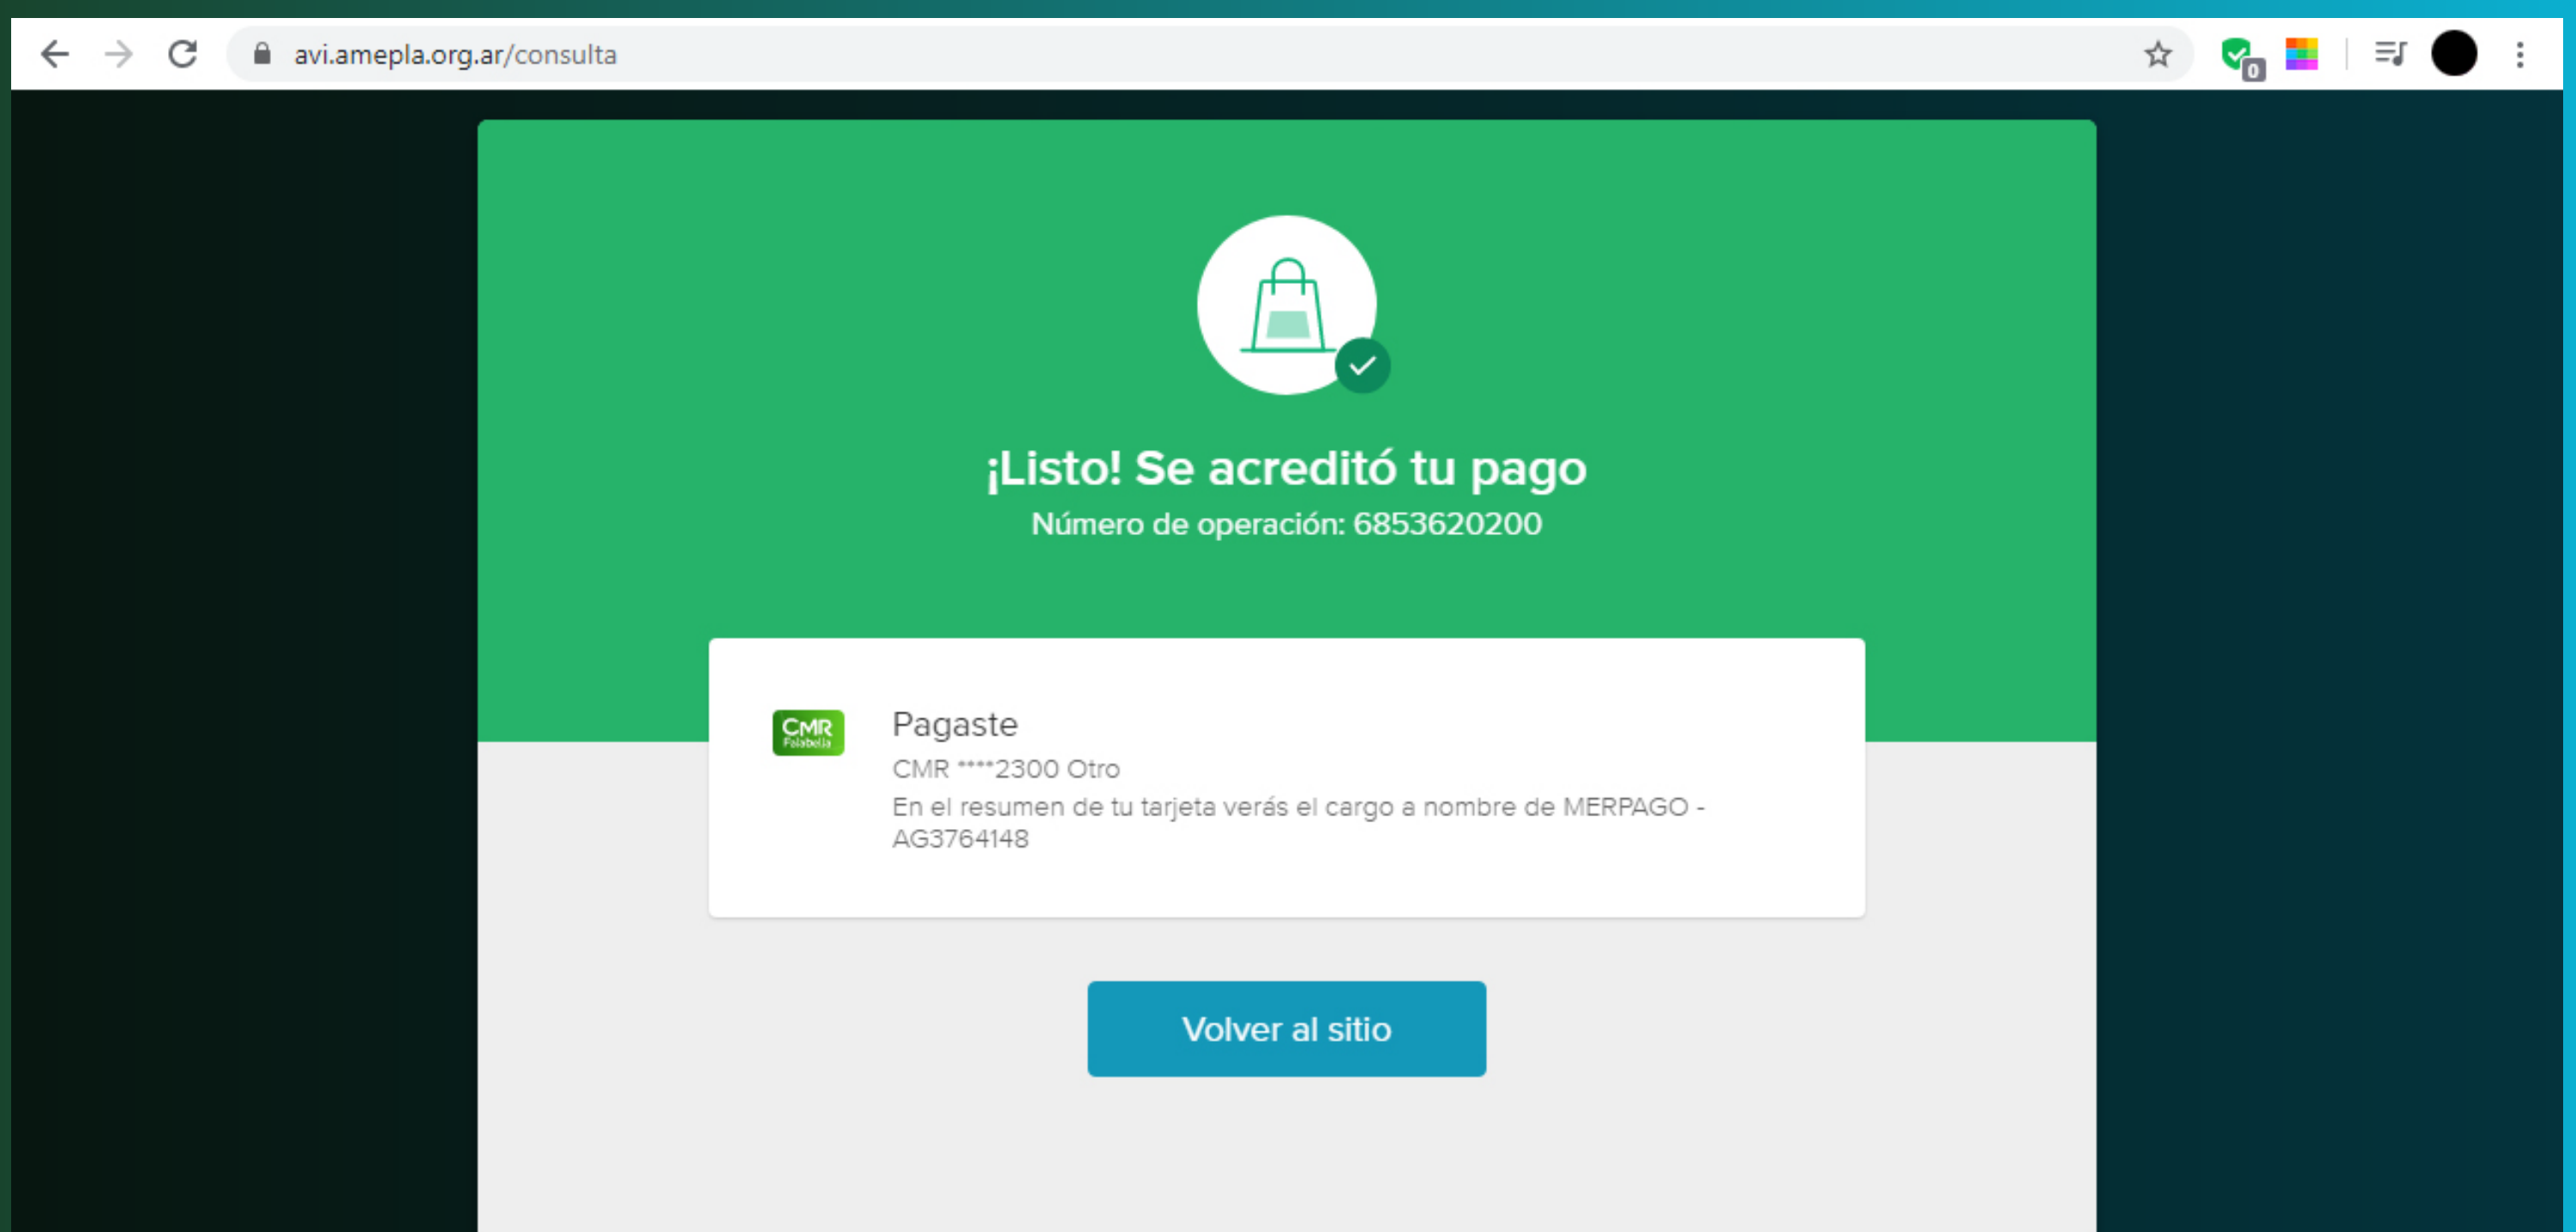 avi.amepla.org.ar/consulta
0
¡Listo! Se acreditó tu pago
Número de operación: 6853620200
CMR
Falabella
Pagaste
CMR ****2300 Otro
En el resumen de tu tarjeta verás el cargo a nombre de MERPAGO -
AG3764148
Volver al sitio